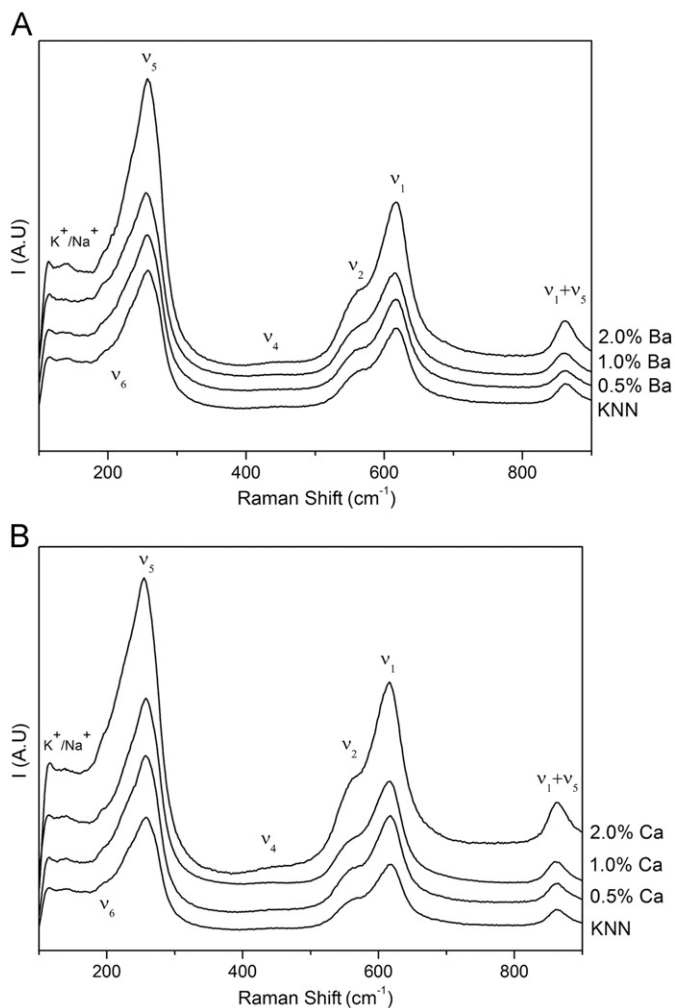 A
ν5
K+/Na+
ν6
ν4
ν2
ν1
ν1+ν5
2.0% Ba
1.0% Ba
0.5% Ba
KNN
I (A.U)
200 400 600 800
Raman Shift (cm-1)
B
ν5
K+/Na+
ν6
ν4
ν2
ν1
ν1+ν5
2.0% Ca
1.0% Ca
0.5% Ca
KNN
I (A.U)
200 400 600 800
Raman Shift (cm-1)